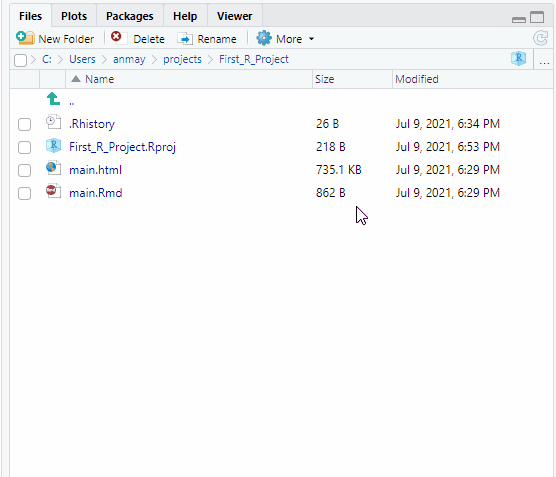 Files Plots Packages Help Viewer
New Folder Delete Rename More
C: Users anmay projects First_R_Project R ...
Name Size Modified
..
.Rhistory 26 B Jul 9, 2021, 6:34 PM
First_R_Project.Rproj 218 B Jul 9, 2021, 6:53 PM
main.html 735.1 KB Jul 9, 2021, 6:29 PM
main.Rmd 862 B Jul 9, 2021, 6:29 PM